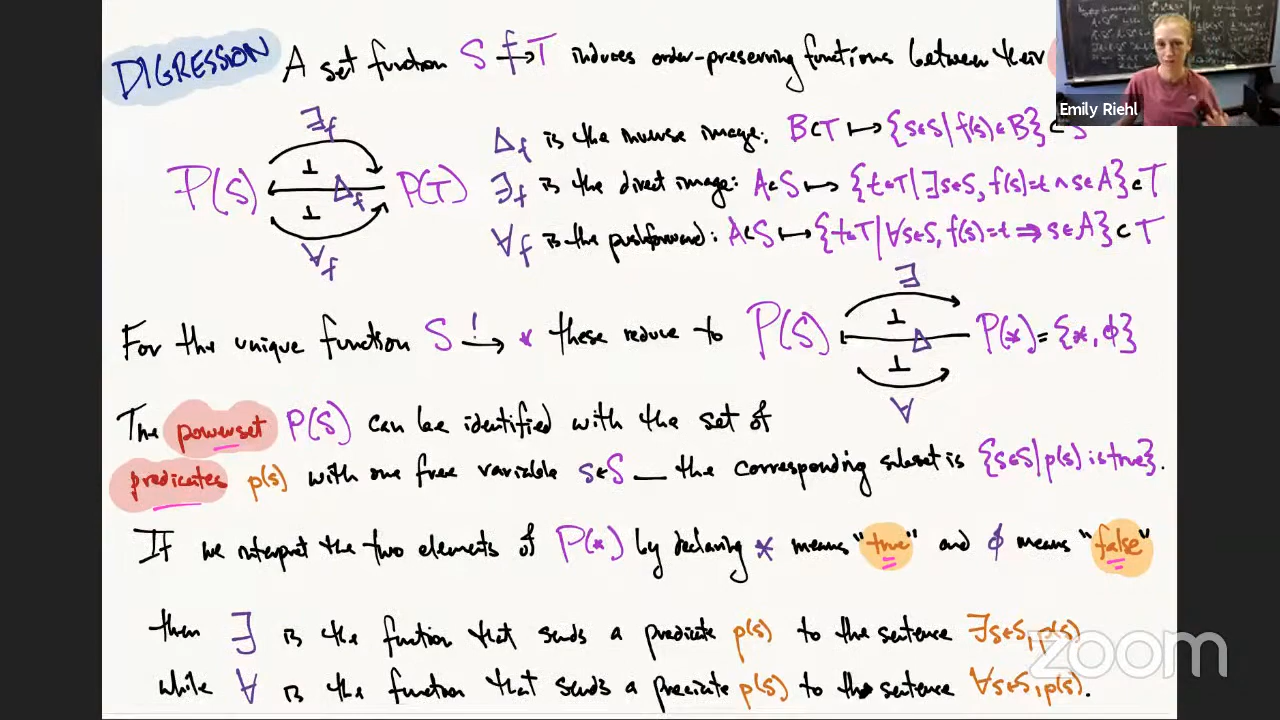 DIGRESSION A set function S f→ T induces order-preserving functions between their
Emily Riehl
∃f
P(S) ⊥ Δf ⊥ P(T)
∀f
Δf is the inverse image: B⊂T ↦ {s∈S | f(s)∈B} ⊂ S
∃f is the direct image: A⊂S ↦ {t∈T | ∃s∈S, f(s)=t ∧ s∈A} ⊂ T
∀f is the pushforward: A⊂S ↦ {t∈T | ∀s∈S, f(s)=t ⇒ s∈A} ⊂ T
For the unique function S !→ * these reduce to P(S) ∃ ⊥ Δ ⊥ ∀ P(*) = {*, ∅}
The powerset P(S) can be identified with the set of
predicates p(s) with one free variable s∈S — the corresponding subset is {s∈S | p(s) is true}.
If we interpret the two elements of P(*) by declaring * means "true" and ∅ means "false"
then ∃ is the function that sends a predicate p(s) to the sentence ∃s∈S, p(s)
while ∀ is the function that sends a predicate p(s) to the sentence ∀s∈S, p(s).
zoom